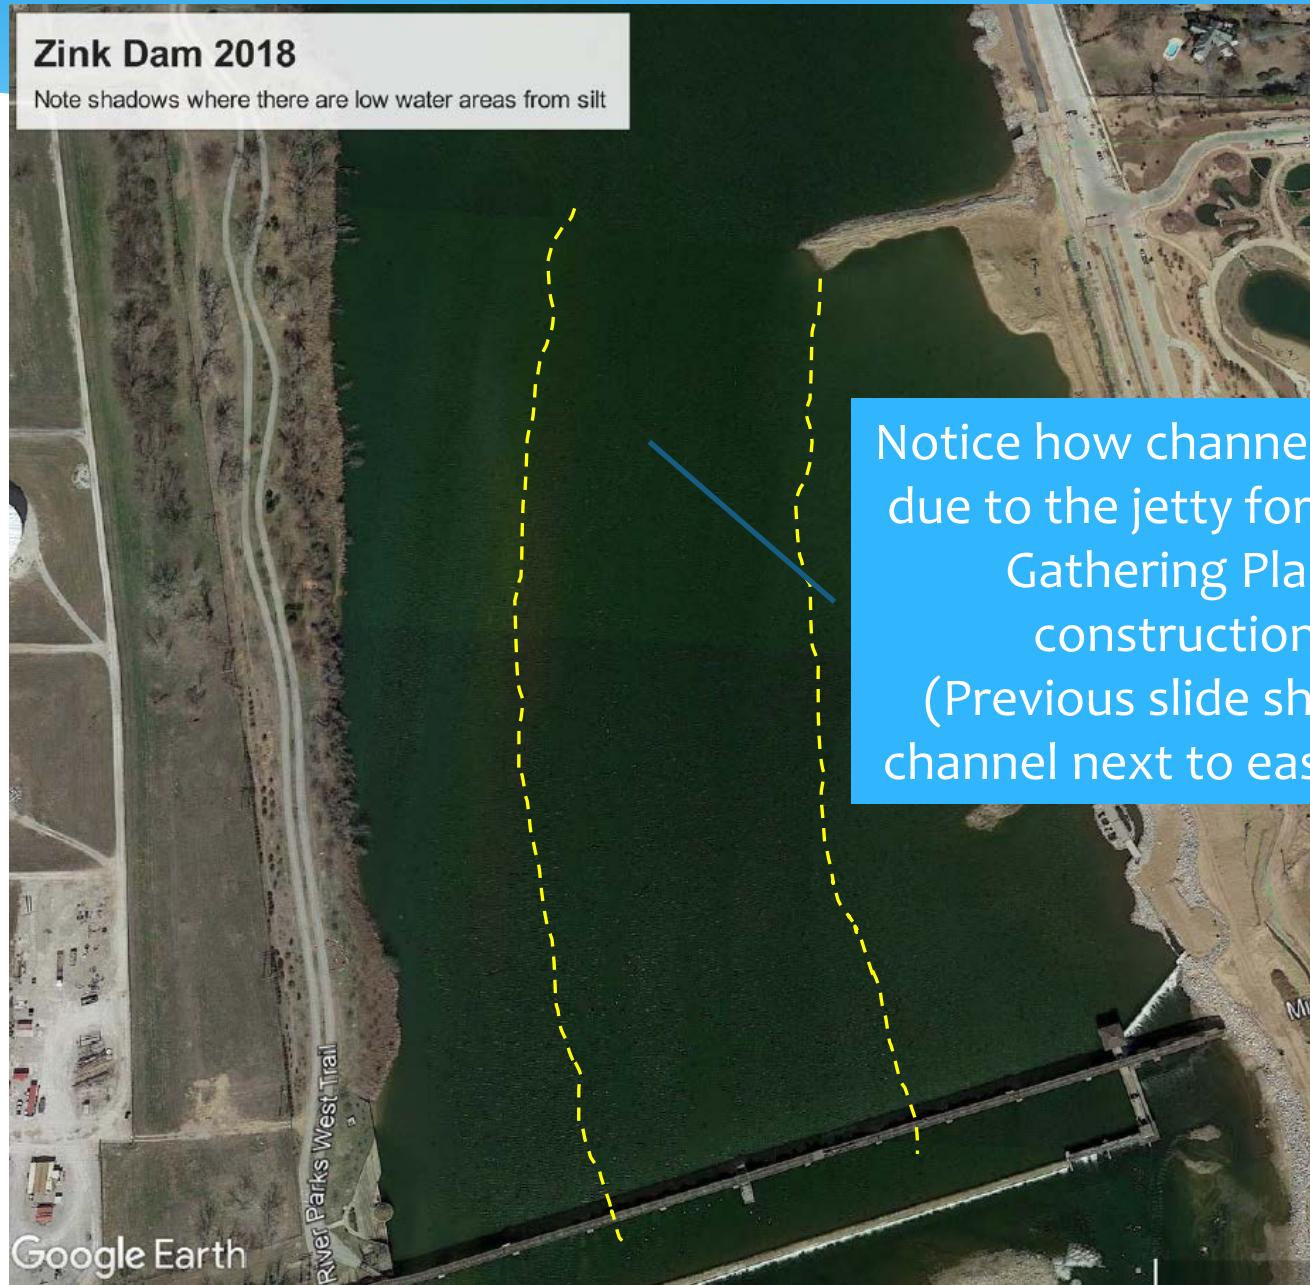 Zink Dam 2018
Note shadows where there are low water areas from silt
Notice how channe
due to the jetty for
Gathering Pla
construction
(Previous slide sh
channel next to eas
River Parks West Trail
Google Earth